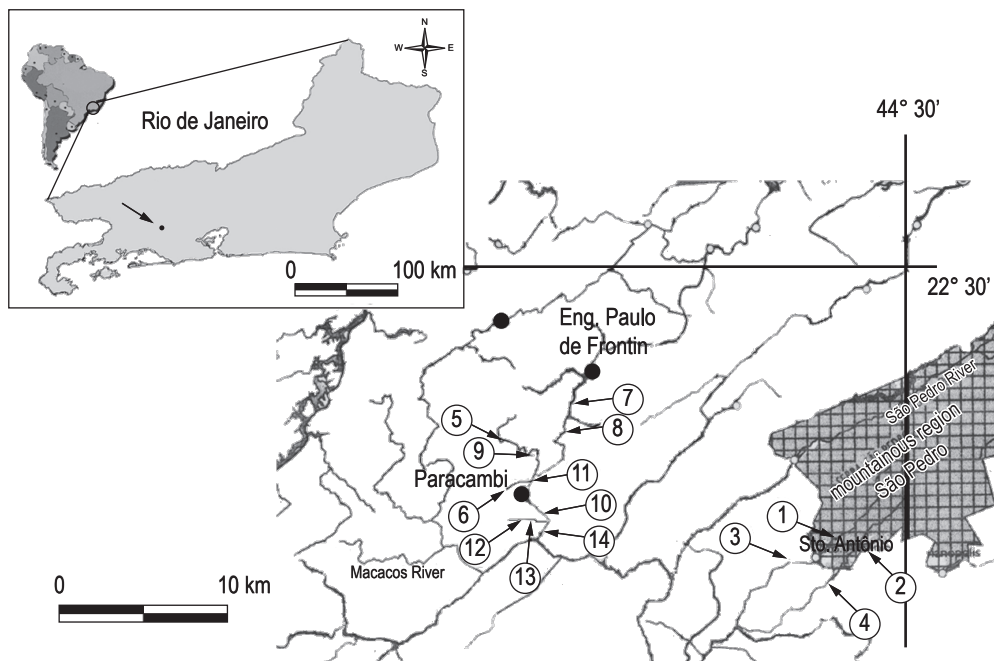 N
W E
S
Rio de Janeiro
0 100 km
44° 30’
22° 30’
Eng. Paulo
de Frontin
São Pedro River
mountainous region
São Pedro
7
5
8
9
11
Paracambi
6
10
1
3
Sto. Antônio
12
14
13
2
Macacos River
4
0 10 km